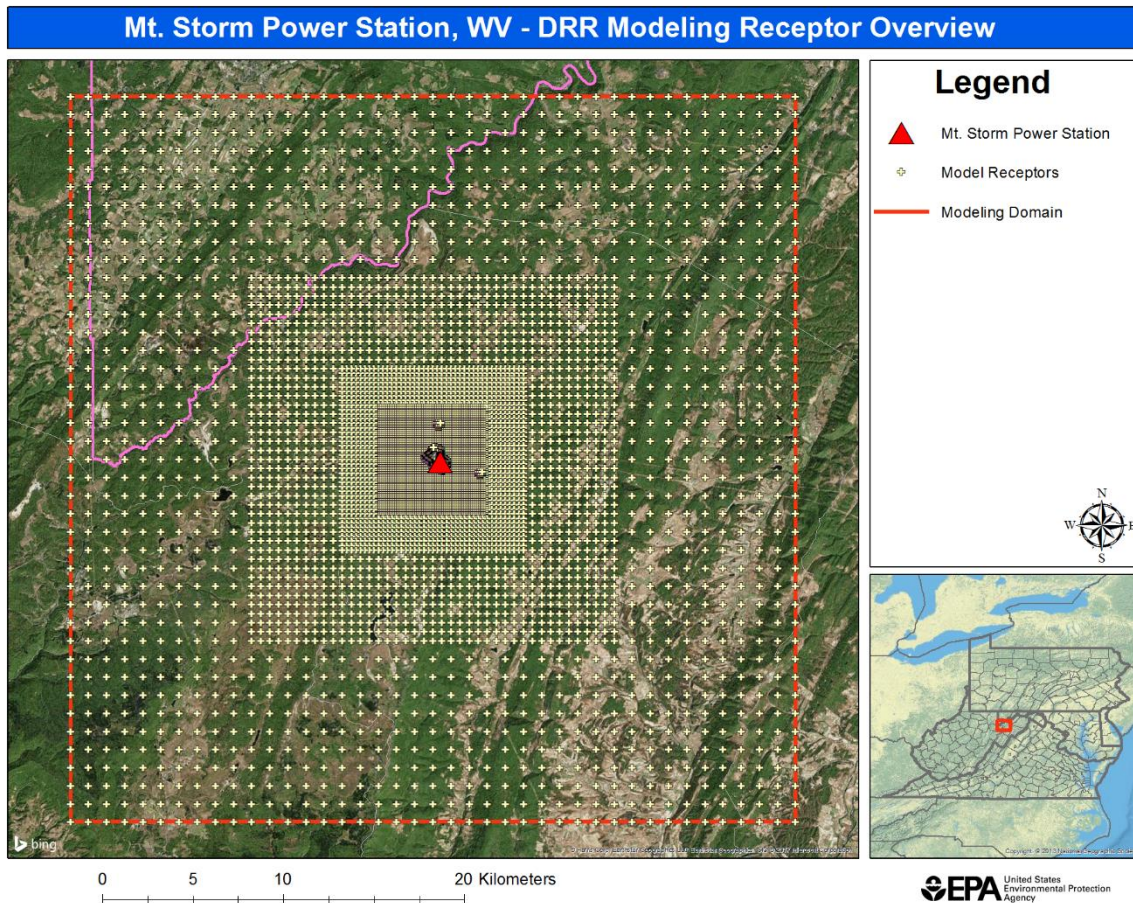 Mt. Storm Power Station, WV - DRR Modeling Receptor Overview
Legend
Mt. Storm Power Station
Model Receptors
Modeling Domain
N
W
E
S
bing
0 5 10 20 Kilometers
EPA
United States
Environmental Protection
Agency